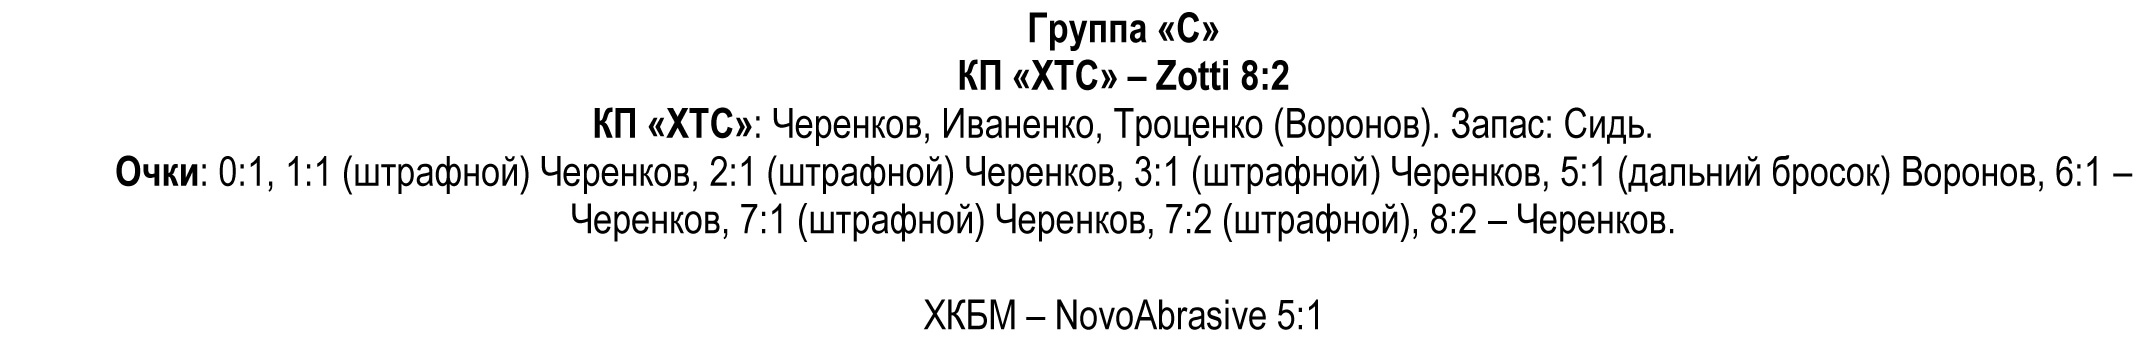 Группа «С»
КП «ХТС» – Zotti 8:2
КП «ХТС»: Черенков, Иваненко, Троценко (Воронов). Запас: Сидь.
Очки: 0:1, 1:1 (штрафной) Черенков, 2:1 (штрафной) Черенков, 3:1 (штрафной) Черенков, 5:1 (дальний бросок) Воронов, 6:1 –
Черенков, 7:1 (штрафной) Черенков, 7:2 (штрафной), 8:2 – Черенков.
ХКБМ – NovoAbrasive 5:1